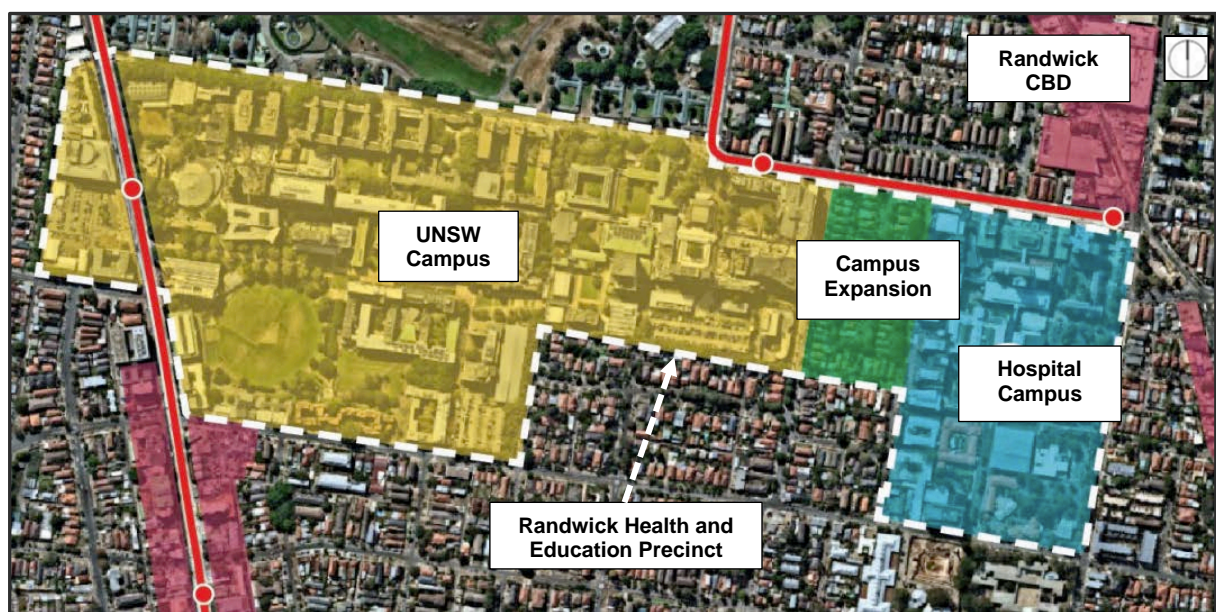 Randwick
CBD
UNSW
Campus
Campus
Expansion
Hospital
Campus
Randwick Health and
Education Precinct